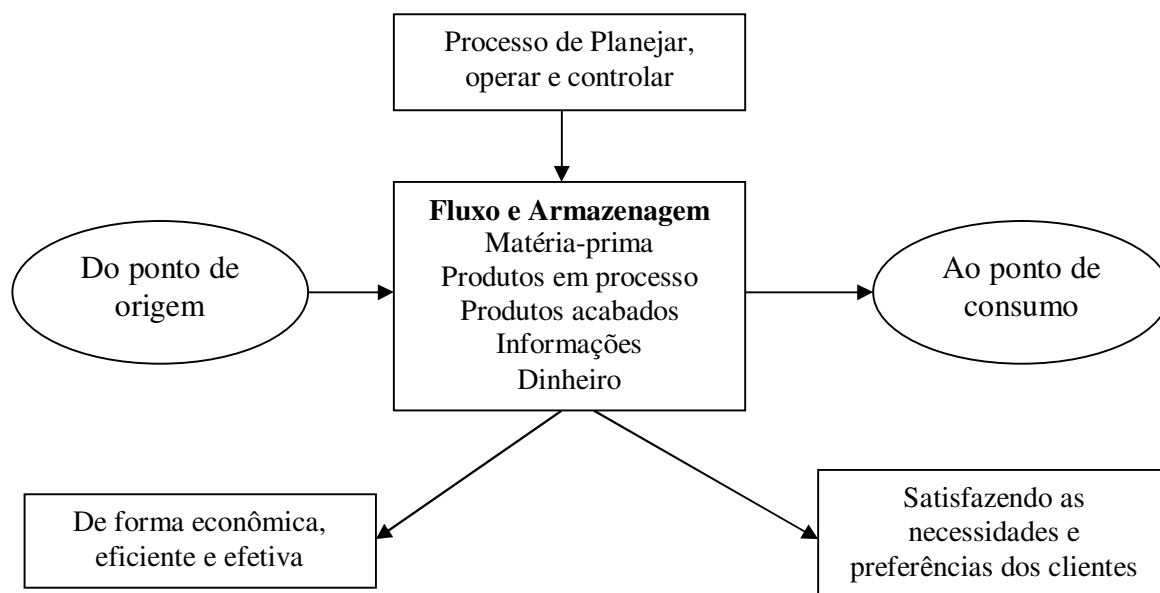 Processo de Planejar,
operar e controlar
Fluxo e Armazenagem
Matéria-prima
Produtos em processo
Produtos acabados
Informações
Dinheiro
Do ponto de
origem
Ao ponto de
consumo
De forma econômica,
eficiente e efetiva
Satisfazendo as
necessidades e
preferências dos clientes